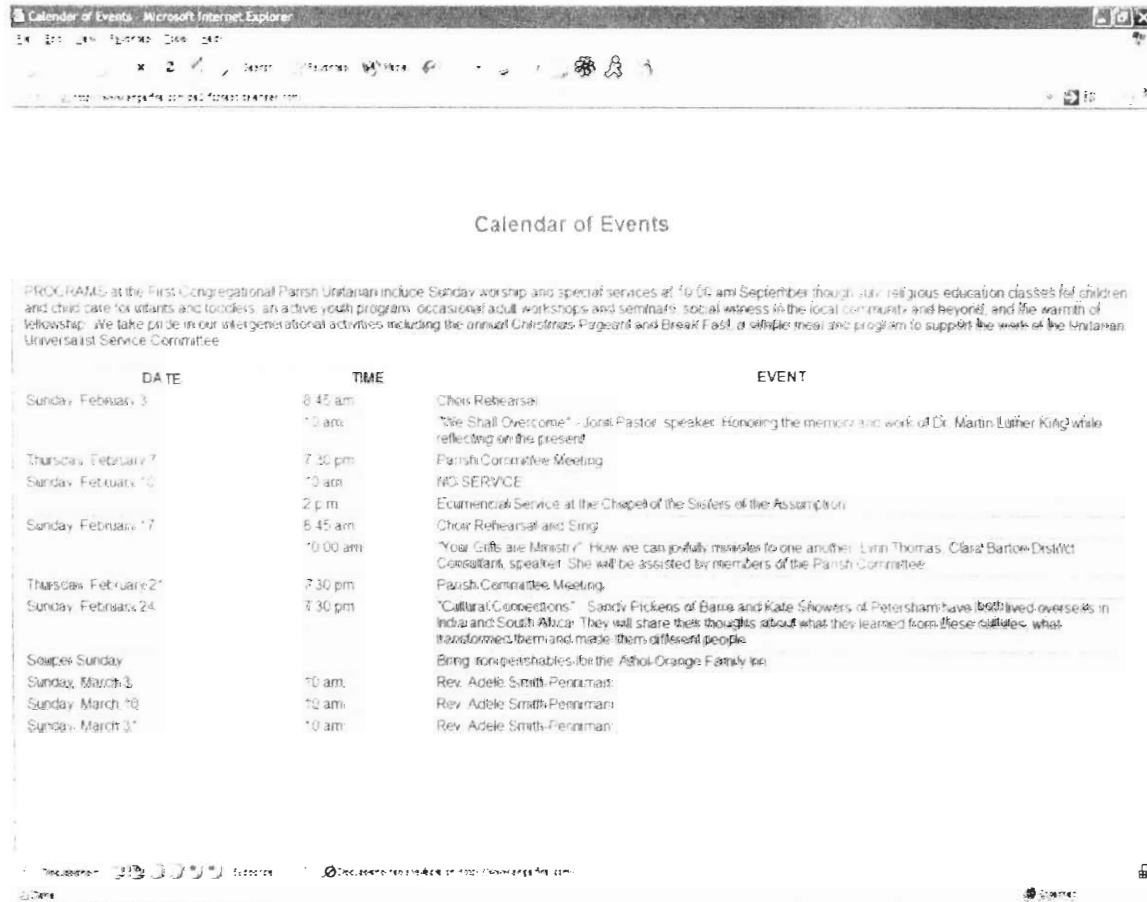 Calender of Events - Microsoft Internet Explorer
Search Favorites Media
Calendar of Events
PROGRAMS at the First Congregational Parish Unitarian include Sunday worship and special services at 10:00 am September though July religious education classes for children
and child care for infants and toddlers, an active youth program, occasional adult workshops and seminars, social witness in the local community and beyond, and the warmth of
fellowship. We take pride in our intergenerational activities including the annual Christmas Pageant and Break Fast, a simple meal and program to support the work of the Unitarian
Universalist Service Committee
DATE TIME EVENT
Sunday, February 3 8:45 am Choir Rehearsal
10 am "We Shall Overcome" - Jorsi Pastor, speaker. Honoring the memory and work of Dr. Martin Luther King while
reflecting on the present
Thursday, February 7 7:30 pm Parish Committee Meeting
Sunday, February 10 10 am NO SERVICE
2 p.m. Ecumencial Service at the Chapel of the Sisters of the Assumption
Sunday, February 17 8:45 am Choir Rehearsal and Sing
10:00 am "Your Gifts are Ministry" How we can joyfully minister to one another. Lynn Thomas, Clara Barton District
Consultant, speaker. She will be assisted by members of the Parish Committee
Thursday, February 21 7:30 pm Parish Committee Meeting
Sunday, February 24 7:30 pm "Cultural Connections" Sandy Pickens of Barre and Kate Showers of Petersham have both lived overseas in
India and South Africa. They will share their thoughts about what they learned from these cultures, what
transformed them and made them different people
Souper Sunday Bring nonperishables for the Athol-Orange Family Inn
Sunday, March 3 10 am Rev. Adele Smith-Penniman
Sunday, March 10 10 am Rev. Adele Smith-Penniman
Sunday, March 31 10 am Rev. Adele Smith-Penniman